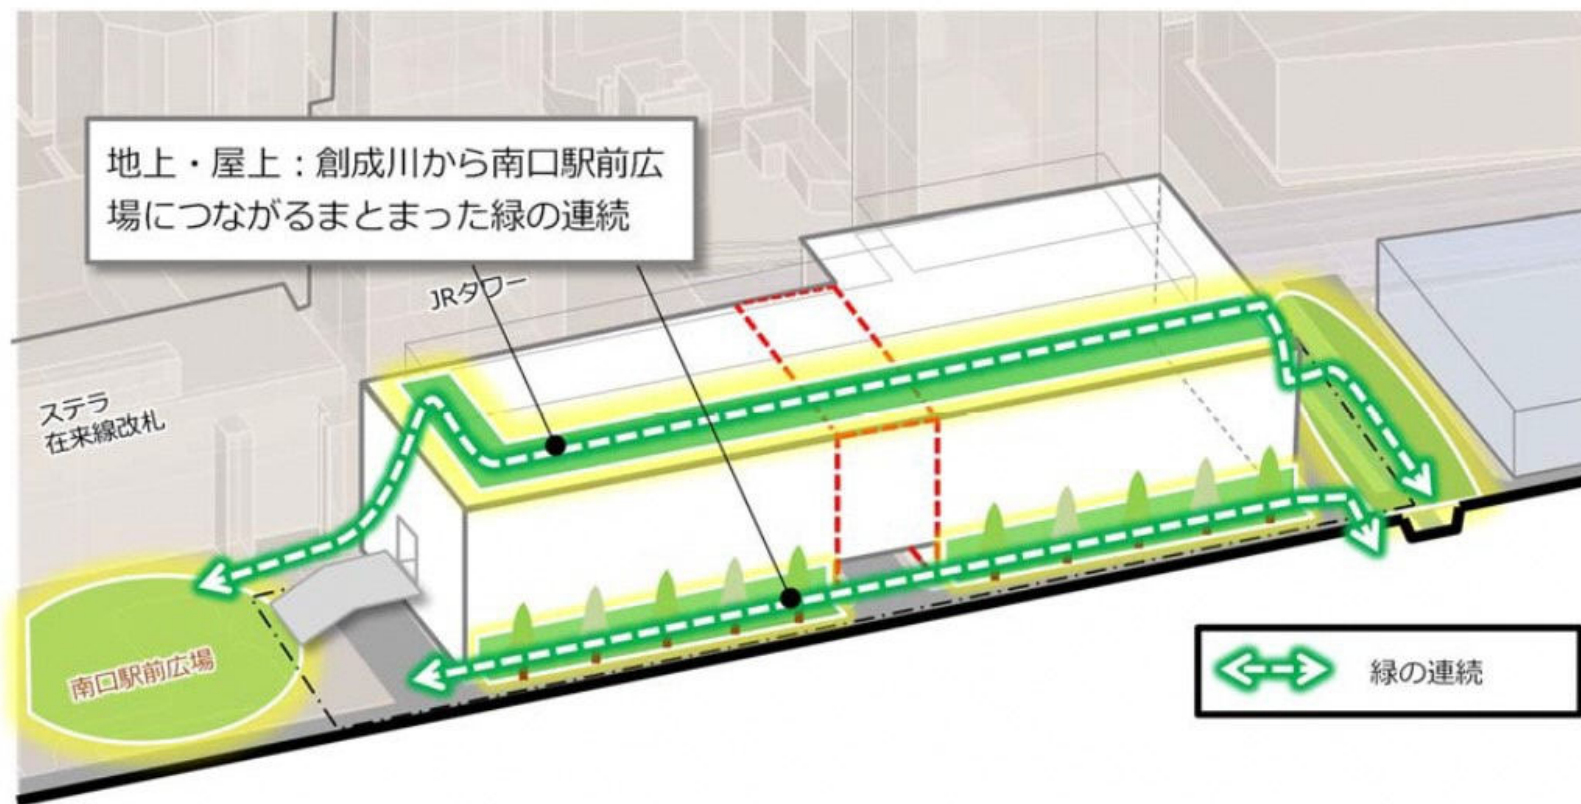 地上・屋上：創成川から南口駅前広
場につながるまとまった緑の連続
JRタワー
ステラ
在来線改札
南口駅前広場
緑の連続